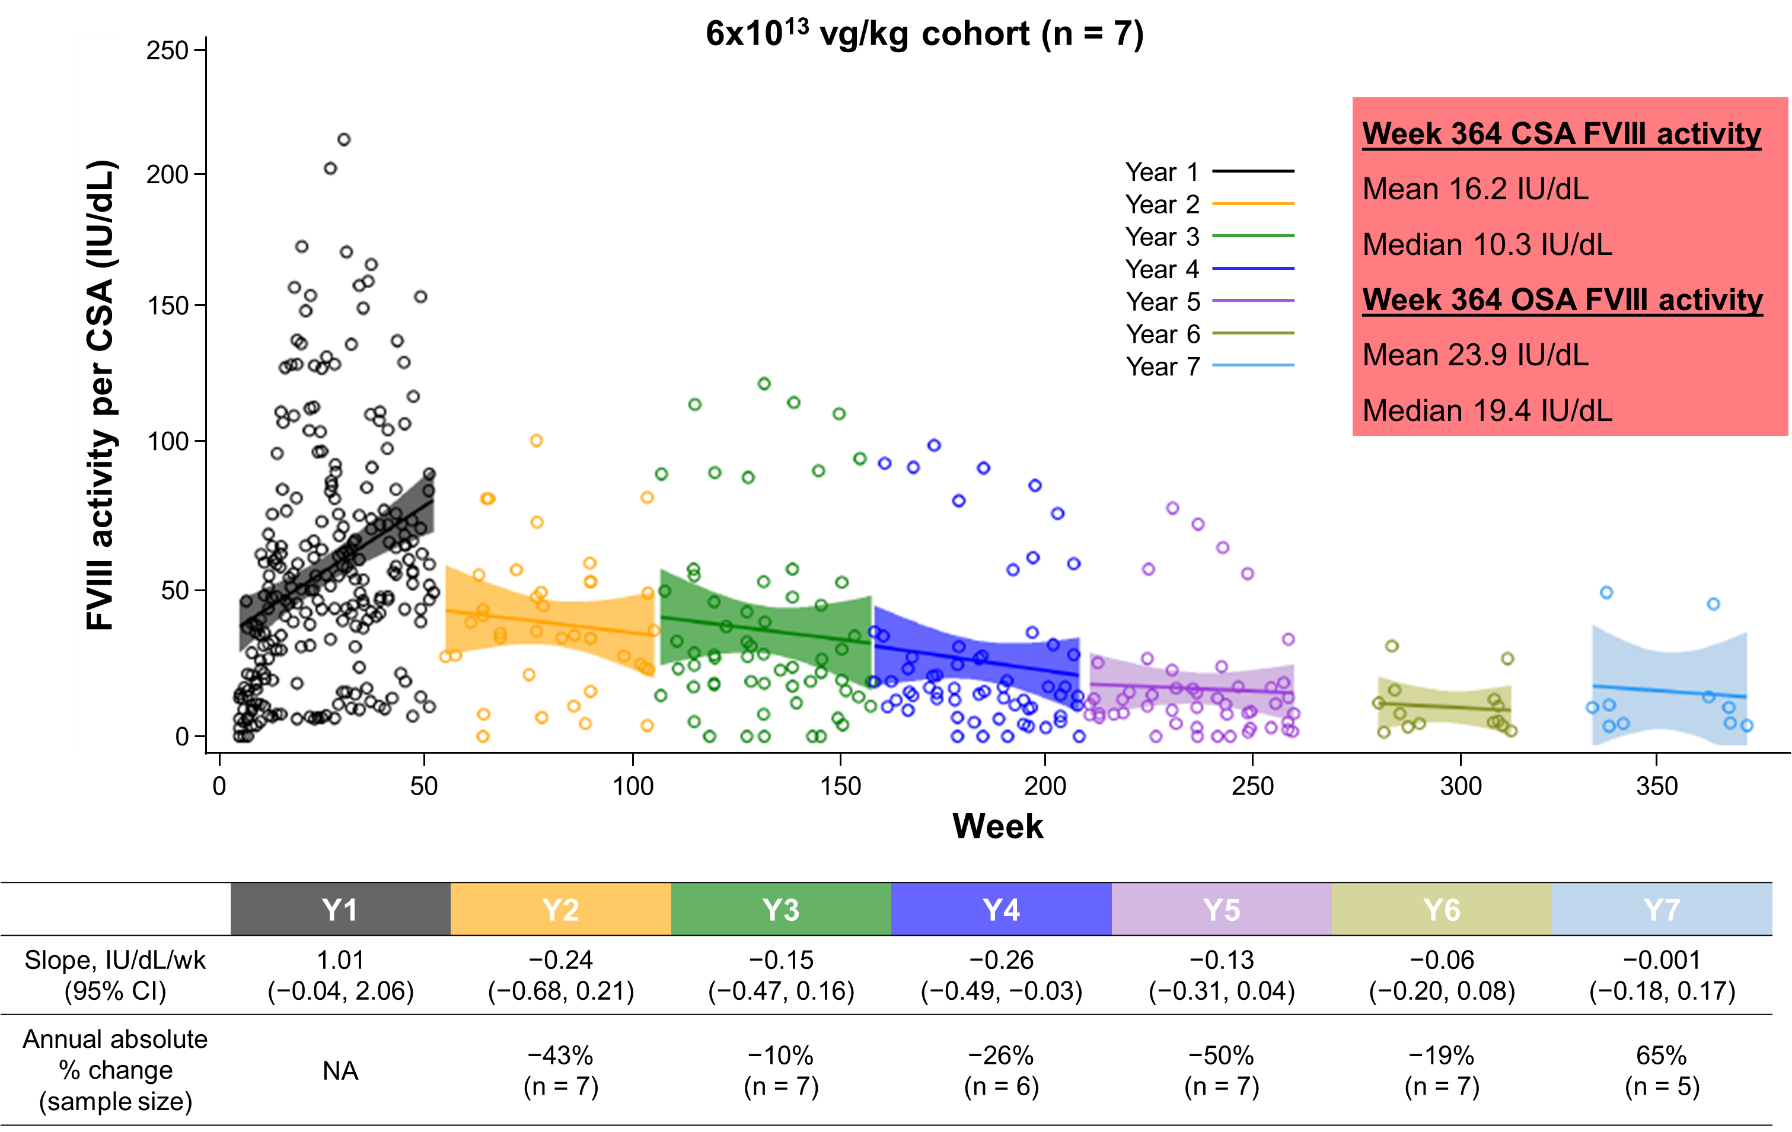 6x10¹³ vg/kg cohort (n = 7)
FVIII activity per CSA (IU/dL)
250
200
150
100
50
0
Year 1
Year 2
Year 3
Year 4
Year 5
Year 6
Year 7
Week 364 CSA FVIII activity
Mean 16.2 IU/dL
Median 10.3 IU/dL
Week 364 OSA FVIII activity
Mean 23.9 IU/dL
Median 19.4 IU/dL
0 50 100 150 200 250 300 350
Week
Y1 Y2 Y3 Y4 Y5 Y6 Y7
Slope, IU/dL/wk 1.01 −0.24 −0.15 −0.26 −0.13 −0.06 −0.001
(95% CI) (−0.04, 2.06) (−0.68, 0.21) (−0.47, 0.16) (−0.49, −0.03) (−0.31, 0.04) (−0.20, 0.08) (−0.18, 0.17)
Annual absolute
% change
(sample size)
NA
−43% −10% −26% −50% −19% 65%
(n = 7) (n = 7) (n = 6) (n = 7) (n = 7) (n = 5)